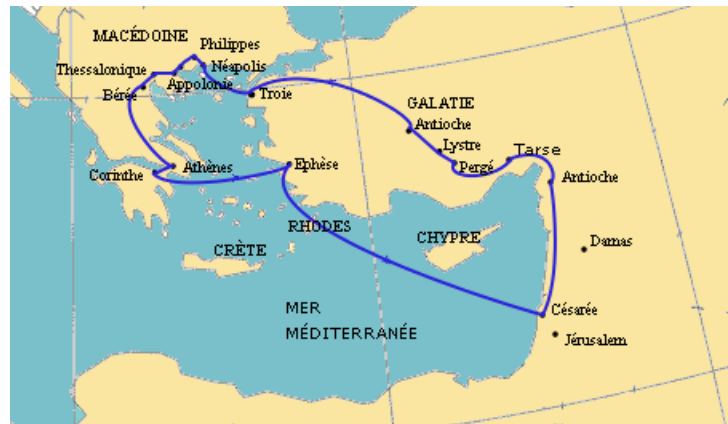 MACÉDOINE
Philippes
Thessalonique
Néapolis
Appolonie
Bérée
Troie
GALATIE
Antioche
Lystre
Tarse
Pergé
Athènes
Ephèse
Corinthe
Antioche
RHODES
CHYPRE
CRÈTE
Damas
MER
MÉDITERRANÉE
Césarée
Jérusalem